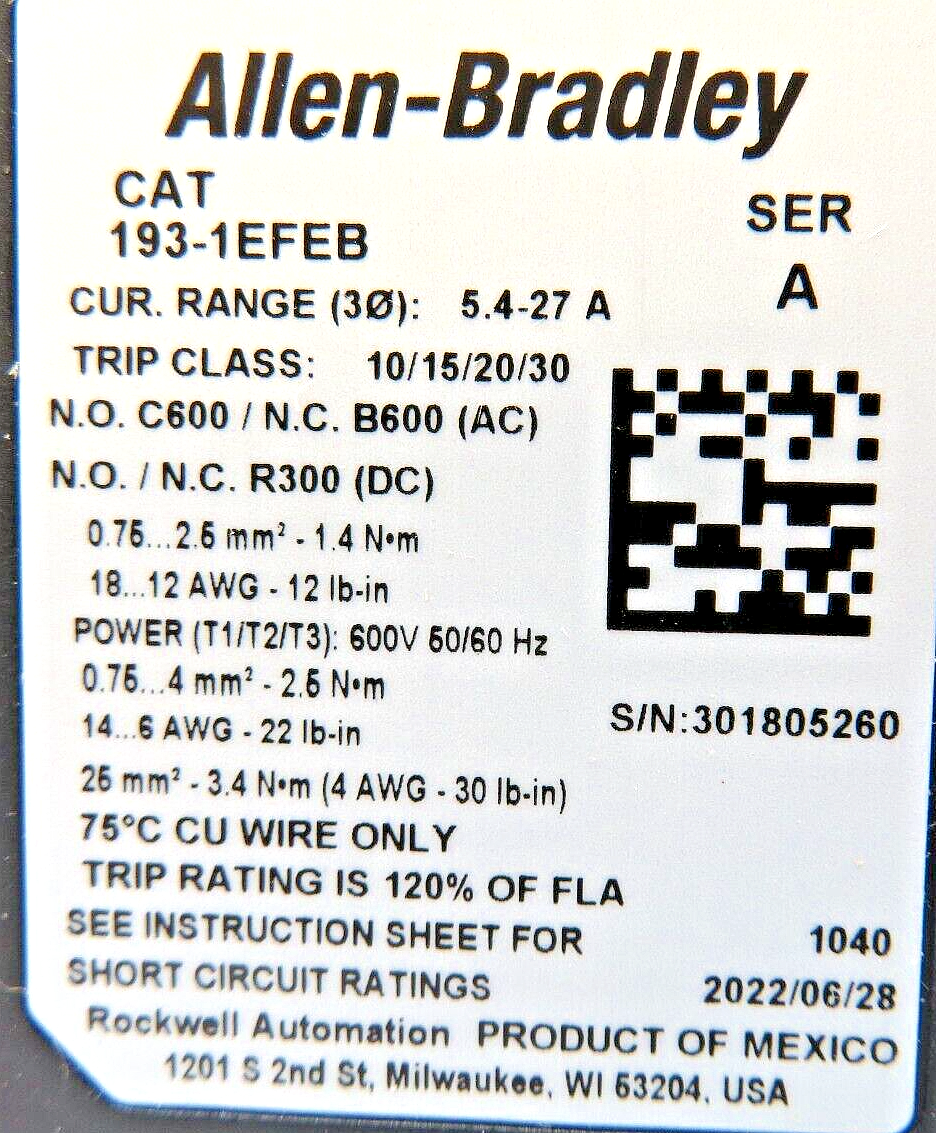 Allen-Bradley
CAT
193-1EFEB
SER
A
CUR. RANGE (3Ø): 5.4-27 A
TRIP CLASS: 10/15/20/30
N.O. C600 / N.C. B600 (AC)
N.O. / N.C. R300 (DC)
0.75...2.5 mm² - 1.4 N•m
18...12 AWG - 12 lb-in
POWER (T1/T2/T3): 600V 50/60 Hz
0.75...4 mm² - 2.5 N•m
14...6 AWG - 22 lb-in
S/N:301805260
25 mm² - 3.4 N•m (4 AWG - 30 lb-in)
75°C CU WIRE ONLY
TRIP RATING IS 120% OF FLA
SEE INSTRUCTION SHEET FOR
SHORT CIRCUIT RATINGS
1040
2022/06/28
Rockwell Automation PRODUCT OF MEXICO
1201 S 2nd St, Milwaukee, WI 53204, USA